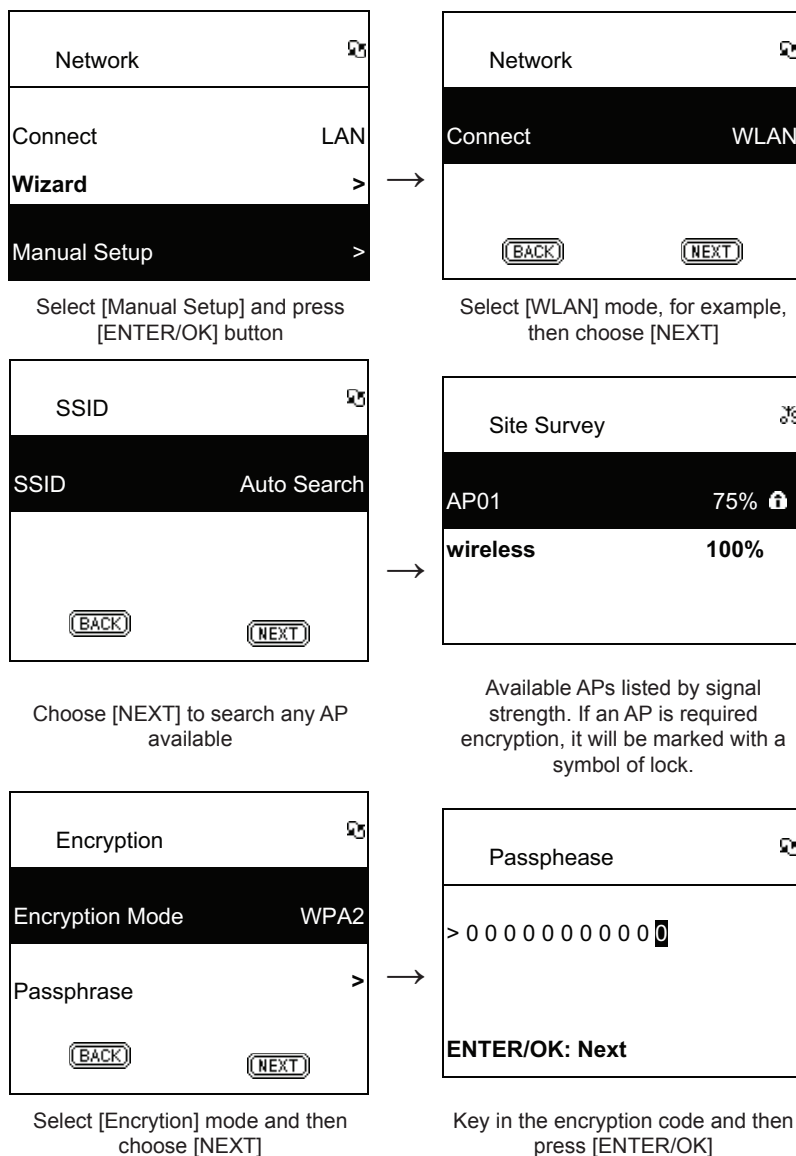 Network
Connect LAN
Wizard >
Manual Setup >
Select [Manual Setup] and press
[ENTER/OK] button
→
Network
Connect WLAN
BACK NEXT
Select [WLAN] mode, for example,
then choose [NEXT]
SSID
SSID Auto Search
BACK NEXT
Choose [NEXT] to search any AP
available
→
Site Survey
AP01 75%
wireless 100%
Available APs listed by signal
strength. If an AP is required
encryption, it will be marked with a
symbol of lock.
Encryption
Encryption Mode WPA2
Passphrase >
BACK NEXT
Select [Encrytion] mode and then
choose [NEXT]
→
Passphease
> 0 0 0 0 0 0 0 0 0 0 0
ENTER/OK: Next
Key in the encryption code and then
press [ENTER/OK]